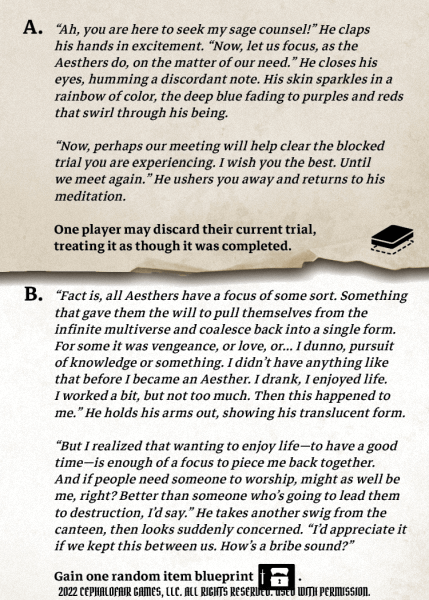 A. “Ah, you are here to seek my sage counsel!” He claps
his hands in excitement. “Now, let us focus, as the
Aesthers do, on the matter of our need.” He closes his
eyes, humming a discordant note. His skin sparkles in a
rainbow of color, the deep blue fading to purples and reds
that swirl through his being.
“Now, perhaps our meeting will help clear the blocked
trial you are experiencing. I wish you the best. Until
we meet again.” He ushers you away and returns to his
meditation.
One player may discard their current trial,
treating it as though it was completed.
B. “Fact is, all Aesthers have a focus of some sort. Something
that gave them the will to pull themselves from the
infinite multiverse and coalesce back into a single form.
For some it was vengeance, or love, or... I dunno, pursuit
of knowledge or something. I didn’t have anything like
that before I became an Aesther. I drank, I enjoyed life.
I worked a bit, but not too much. Then this happened to
me.” He holds his arms out, showing his translucent form.
“But I realized that wanting to enjoy life—to have a good
time—is enough of a focus to piece me back together.
And if people need someone to worship, might as well be
me, right? Better than someone who’s going to lead them
to destruction, I’d say.” He takes another swig from the
canteen, then looks suddenly concerned. “I’d appreciate it
if we kept this between us. How’s a bribe sound?”
Gain one random item blueprint .
2022 CEPHALOFAIR GAMES, LLC. ALL RIGHTS RESERVED. USED WITH PERMISSION.